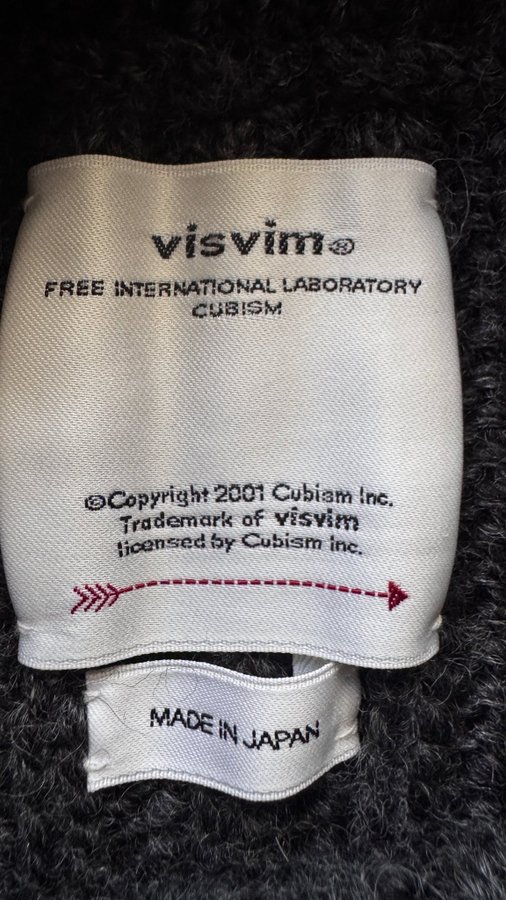 visvim®
FREE INTERNATIONAL LABORATORY
CUBISM
©Copyright 2001 Cubism Inc.
Trademark of visvim
licensed by Cubism Inc.
MADE IN JAPAN